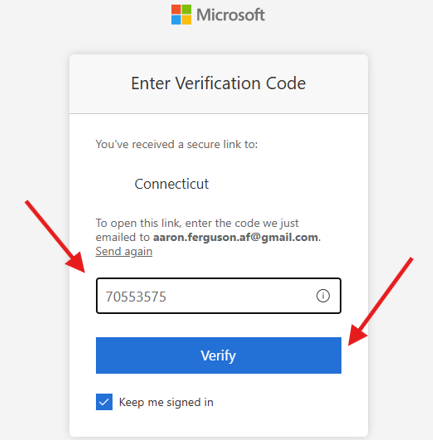 Microsoft
Enter Verification Code
You've received a secure link to:
Connecticut
To open this link, enter the code we just
emailed to aaron.ferguson.af@gmail.com.
Send again
70553575
Verify
Keep me signed in